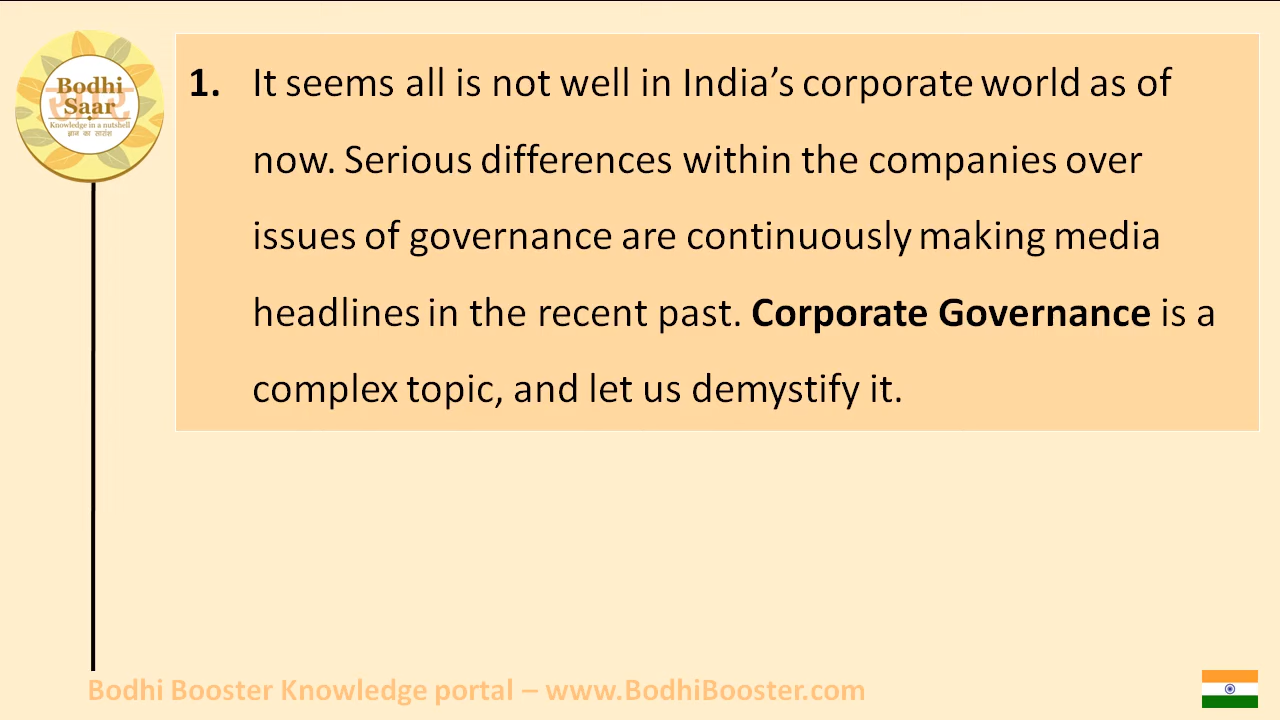 Bodhi
Saar
Knowledge in a nutshell
ज्ञान का सारांश
1. It seems all is not well in India’s corporate world as of
now. Serious differences within the companies over
issues of governance are continuously making media
headlines in the recent past. Corporate Governance is a
complex topic, and let us demystify it.
Bodhi Booster Knowledge portal – www.BodhiBooster.com